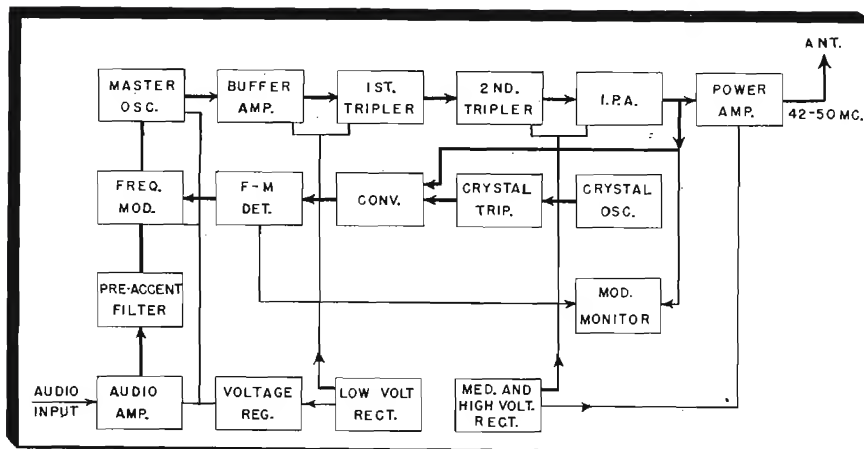 ANT.
MASTER
OSC.
BUFFER
AMP.
1ST.
TRIPLER
2ND.
TRIPLER
I.P.A.
POWER
AMP.
42-50 MC.
FREQ.
MOD.
F-M
DET.
CONV.
CRYSTAL
TRIP.
CRYSTAL
OSC.
PRE-ACCENT
FILTER
MOD.
MONITOR
AUDIO
INPUT
AUDIO
AMP.
VOLTAGE
REG.
LOW VOLT
RECT.
MED. AND
HIGH VOLT.
RECT.